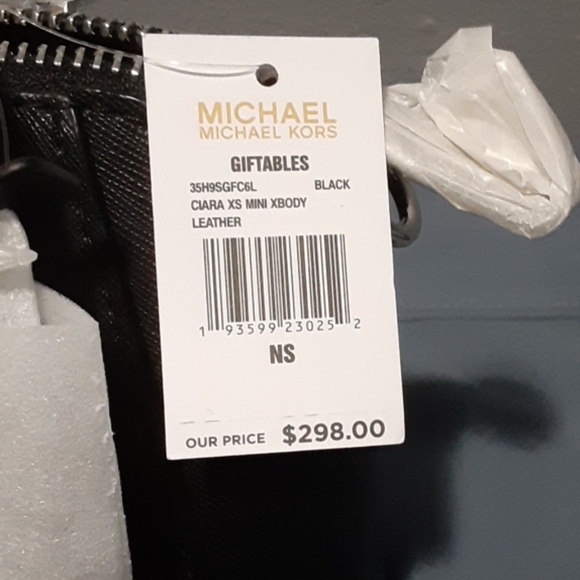 MICHAEL
MICHAEL KORS
GIFTABLES
35H9SGFC6L BLACK
CIARA XS MINI XBODY
LEATHER
1 93599 23025 2
NS
OUR PRICE $298.00